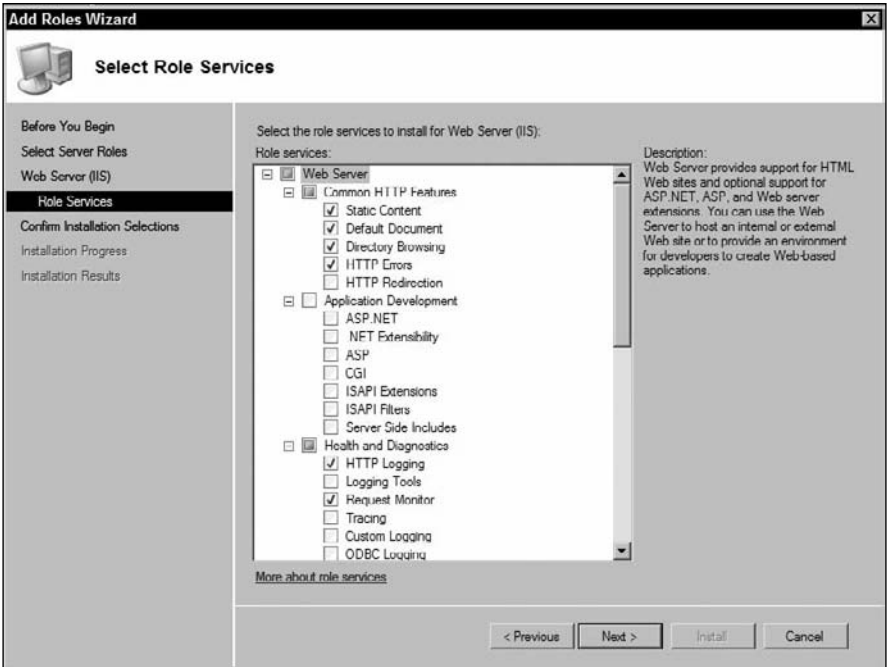 Add Roles Wizard
Select Role Services
Before You Begin
Select Server Roles
Web Server (IIS)
Role Services
Confirm Installation Selections
Installation Progress
Installation Results
Select the role services to install for Web Server (IIS):
Role services:
Web Server
Common HTTP Features
Static Content
Default Document
Directory Browsing
HTTP Errors
HTTP Redirection
Application Development
ASP.NET
.NET Extensibility
ASP
CGI
ISAPI Extensions
ISAPI Filters
Server Side Includes
Health and Diagnostics
HTTP Logging
Logging Tools
Request Monitor
Tracing
Custom Logging
ODBC Logging
More about role services
Description:
Web Server provides support for HTML
Web sites and optional support for
ASP.NET, ASP, and Web server
extensions. You can use the Web
Server to host an internal or external
Web site or to provide an environment
for developers to create Web-based
applications.
< Previous
Next >
Install
Cancel